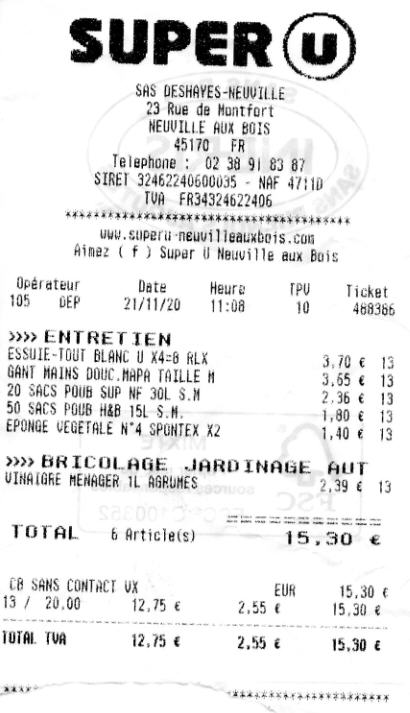 SUPER U
SAS DESHAYES-NEUVILLE
23 Rue de Montfort
NEUVILLE AUX BOIS
45170 FR
Telephone : 02 38 91 83 87
SIRET 32462240600035 - NAF 4711D
TVA FR34324622406
****************************************
www.superu-neuvilleauxbois.com
Aimez ( f ) Super U Neuville aux Bois
Opérateur Date Heure TPV Ticket
105 DEP 21/11/20 11:08 10 488386
>>>> ENTRETIEN
ESSUIE-TOUT BLANC U X4=8 RLX 3,70 € 13
GANT MAINS DOUC.MAPA TAILLE M 3,65 € 13
20 SACS POUB SUP NF 30L S.M 2,36 € 13
50 SACS POUB H&B 15L S.M. 1,80 € 13
EPONGE VEGETALE N°4 SPONTEX X2 1,40 € 13
>>>> BRICOLAGE JARDINAGE AUT
VINAIGRE MENAGER 1L AGRUMES 2,39 € 13
TOTAL 6 Article(s) 15,30 €
CB SANS CONTACT VX EUR 15,30 €
13 / 20.00 12,75 € 2,55 € 15,30 €
TOTAL TVA 12,75 € 2,55 € 15,30 €